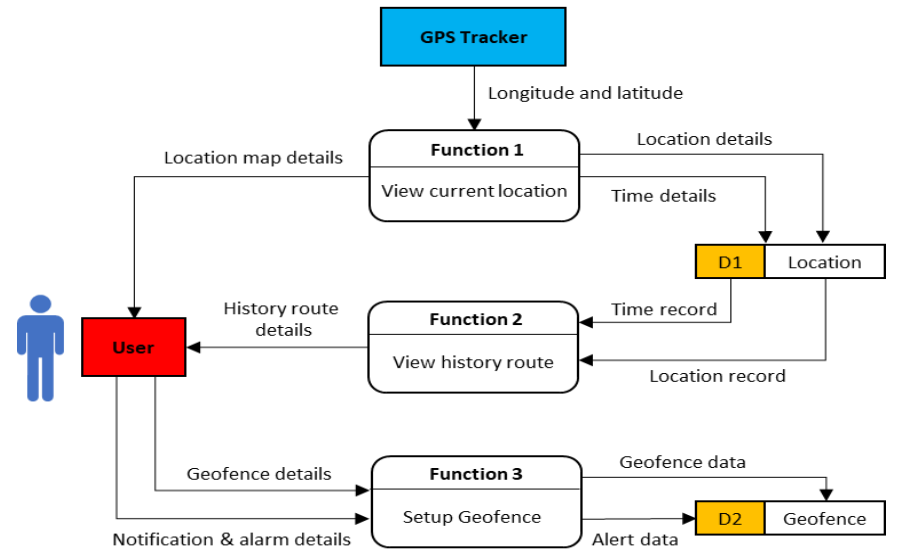 GPS Tracker
Longitude and latitude
Location map details
Function 1
View current location
Location details
Time details
D1
Location
History route
details
User
Function 2
View history route
Time record
Location record
Geofence details
Notification & alarm details
Function 3
Setup Geofence
Geofence data
Alert data
D2
Geofence